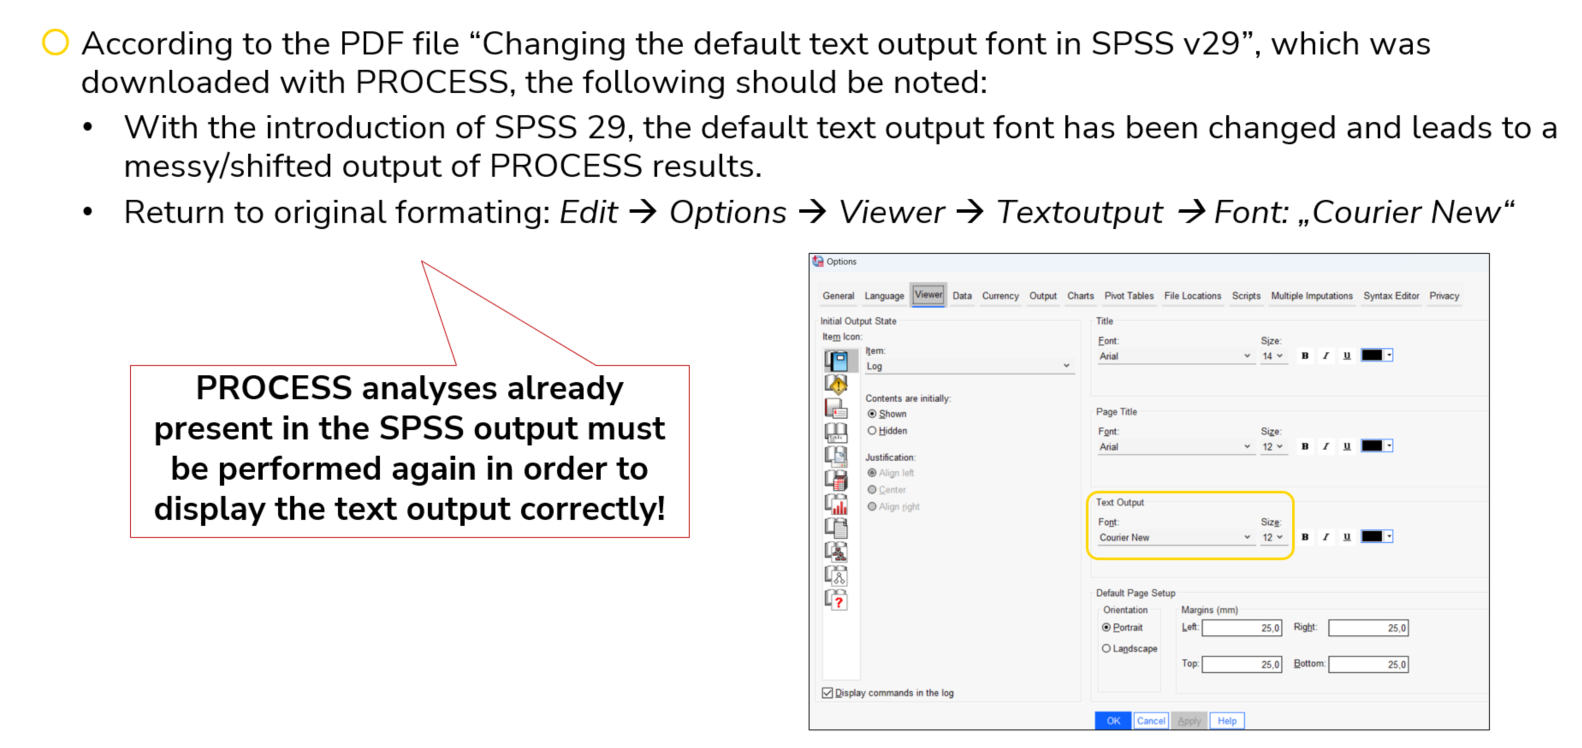 According to the PDF file “Changing the default text output font in SPSS v29”, which was
downloaded with PROCESS, the following should be noted:
• With the introduction of SPSS 29, the default text output font has been changed and leads to a
messy/shifted output of PROCESS results.
• Return to original formating: Edit → Options → Viewer → Textoutput → Font: „Courier New“
PROCESS analyses already
present in the SPSS output must
be performed again in order to
display the text output correctly!
Options
General Language Viewer Data Currency Output Charts Pivot Tables File Locations Scripts Multiple Imputations Syntax Editor Privacy
Initial Output State
Item Icon:
Item:
Log
Contents are initially:
Shown
Hidden
Justification:
Align left
Center
Align right
Display commands in the log
Title
Font: Size:
Arial 14 B I U
Page Title
Font: Size:
Arial 12 B I U
Text Output
Font: Size:
Courier New 12 B I U
Default Page Setup
Orientation
Portrait
Landscape
Margins (mm)
Left: 25,0 Right: 25,0
Top: 25,0 Bottom: 25,0
OK Cancel Apply Help